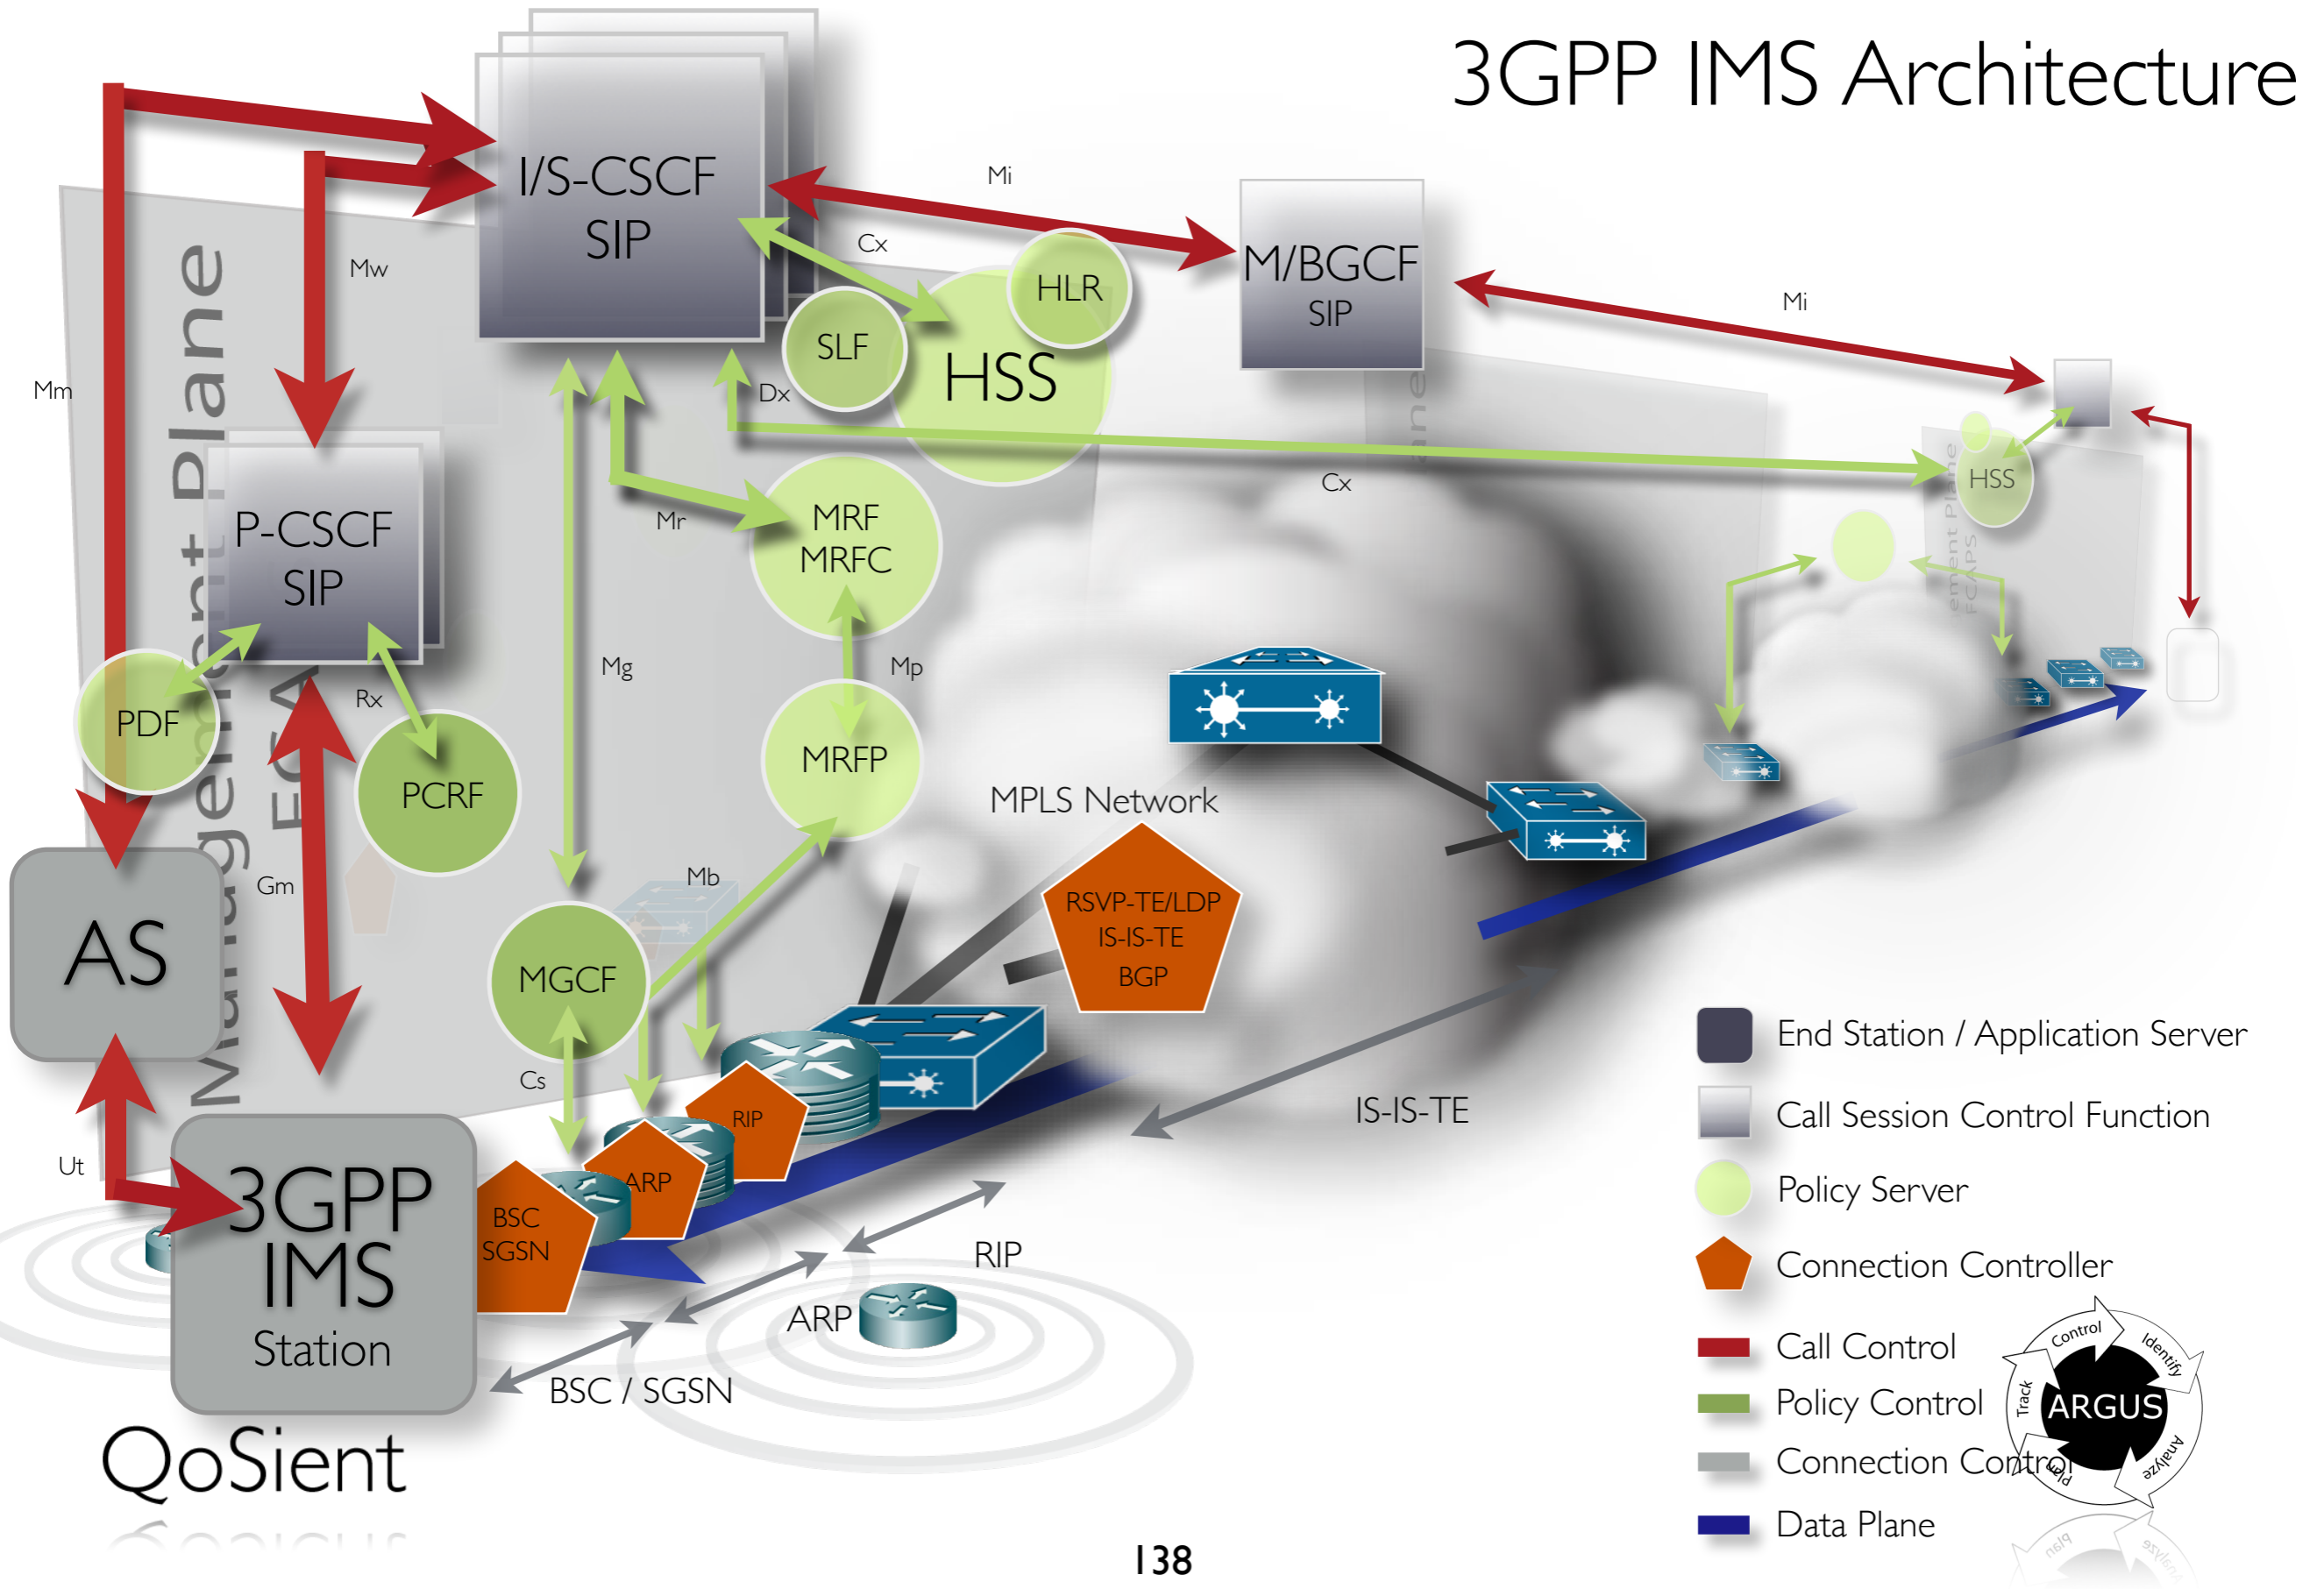 3GPP IMS Architecture
I/S-CSCF
SIP
Mi
Cx
HLR
M/BGCF
SIP
Mi
Mw
Mm
SLF
HSS
Dx
Cx
HSS
Management Plane
P-CSCF
SIP
Mr
MRF
MRFC
Mg
Mp
Rx
PDF
PCRF
MRFP
MPLS Network
Gm
Mb
RSVP-TE/LDP
IS-IS-TE
BGP
AS
MGCF
Cs
RIP
ARP
IS-IS-TE
Ut
3GPP
IMS
Station
BSC
SGSN
RIP
ARP
BSC / SGSN
End Station / Application Server
Call Session Control Function
Policy Server
Connection Controller
Call Control
Policy Control
Connection Control
Data Plane
Control
Identify
Analyze
Plan
Track
ARGUS
QoSient
138